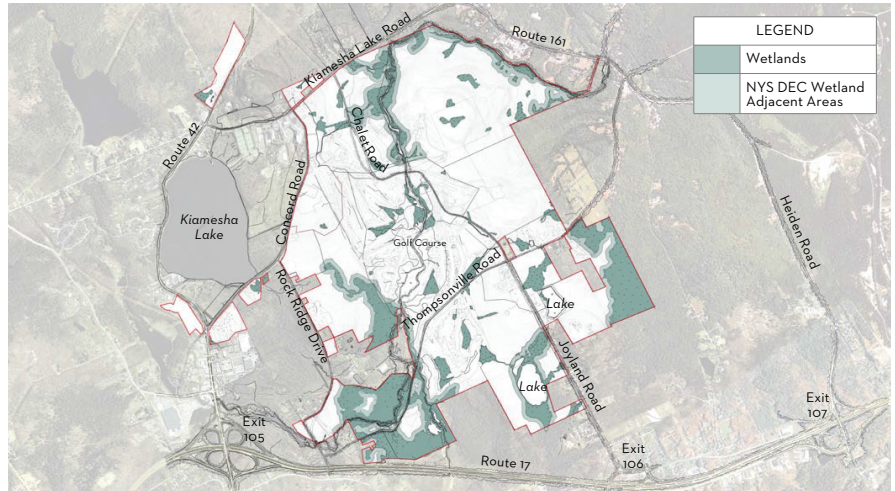 LEGEND
Wetlands
NYS DEC Wetland
Adjacent Areas
Route 161
Kiamesha Lake Road
Route 42
Chalet Road
Concord Road
Kiamesha
Lake
Heiden Road
Golf Course
Thompsonville Road
Rock Ridge Drive
Lake
Joyland Road
Lake
Exit
105
Exit
107
Exit
106
Route 17